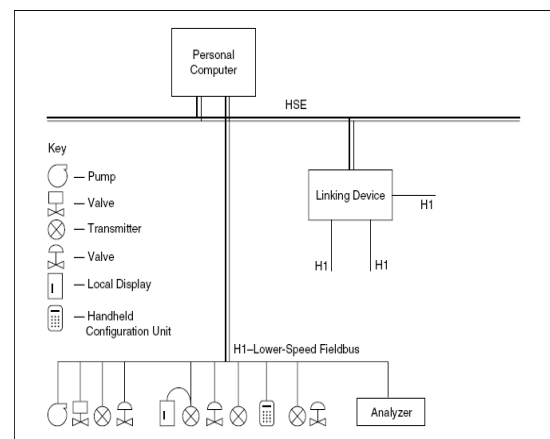 Personal
Computer
HSE
Key
— Pump
— Valve
— Transmitter
— Valve
— Local Display
— Handheld
Configuration Unit
Linking Device
H1
H1
H1
H1–Lower-Speed Fieldbus
Analyzer